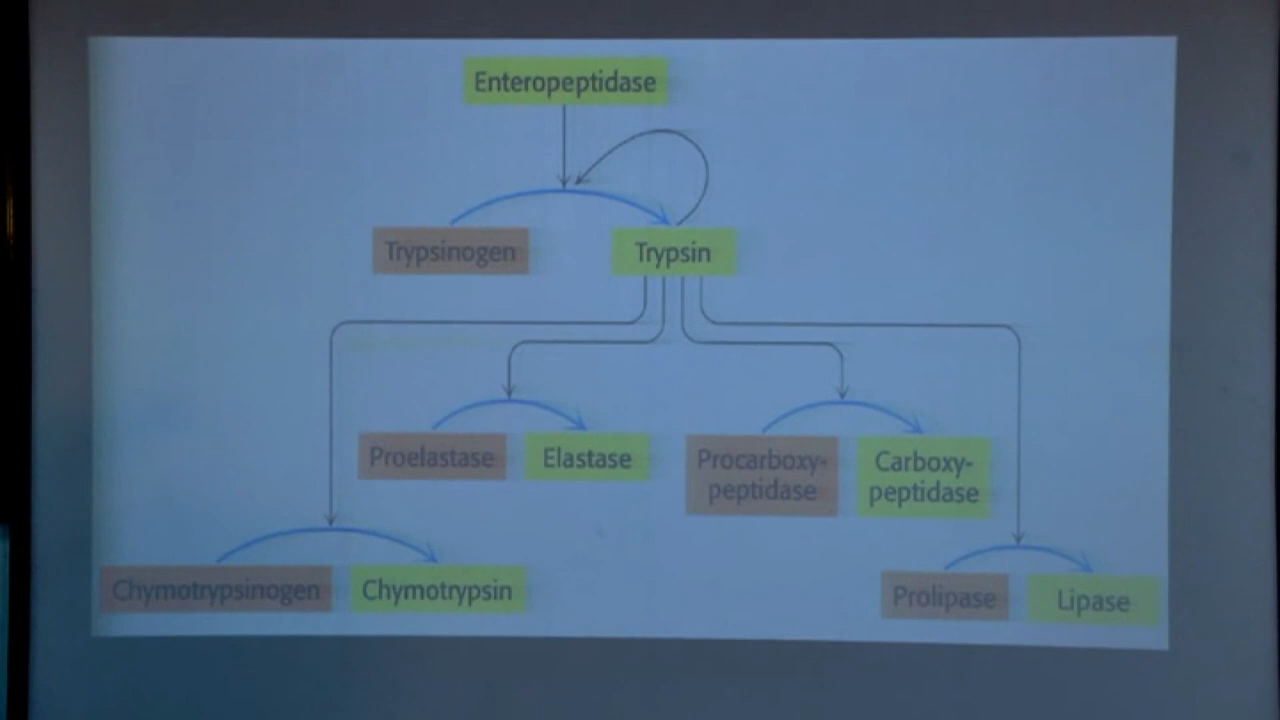 Enteropeptidase
Trypsinogen
Trypsin
Proelastase
Elastase
Procarboxy-
peptidase
Carboxy-
peptidase
Chymotrypsinogen
Chymotrypsin
Prolipase
Lipase